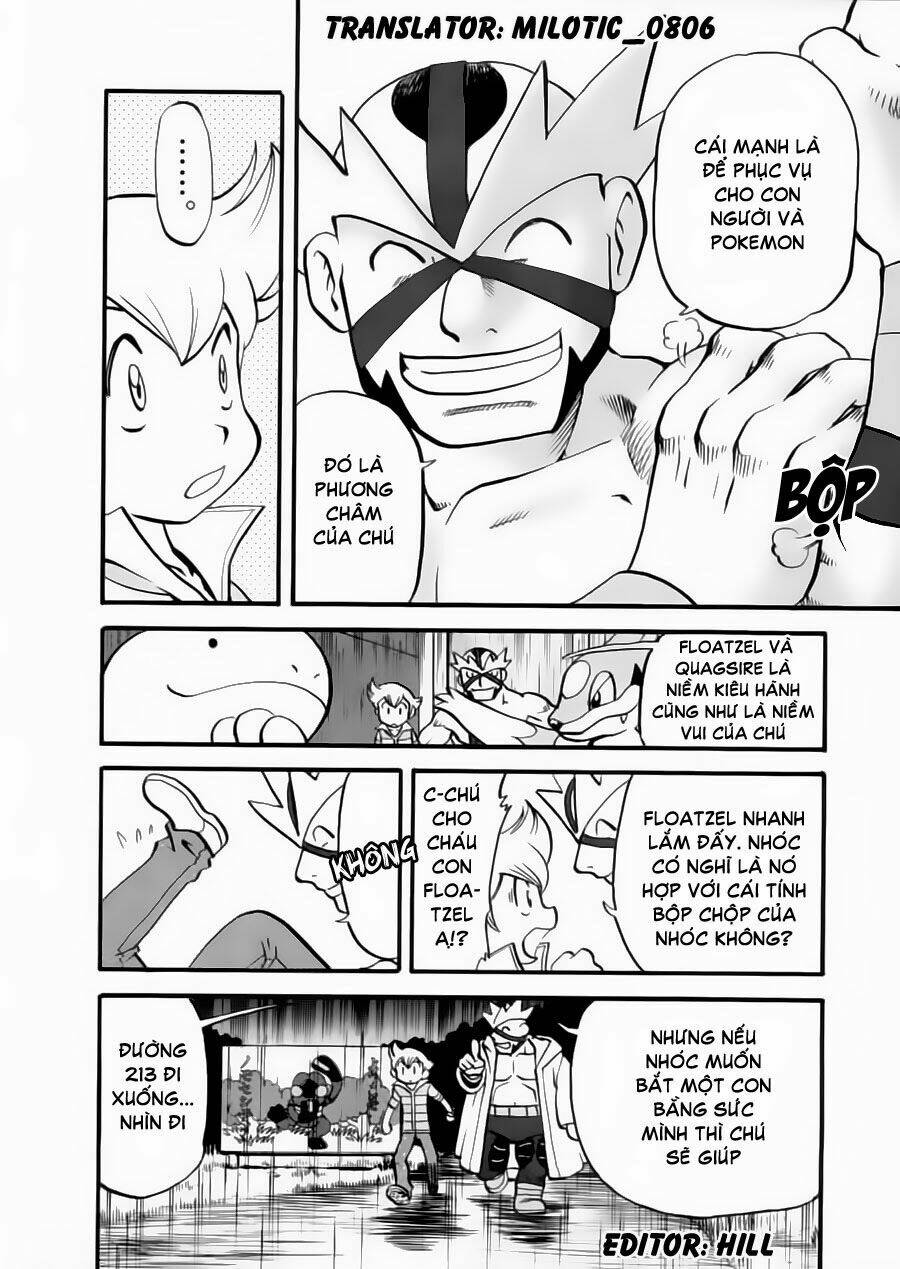 TRANSLATOR: MILOTIC_0806
CÁI MẠNH LÀ
ĐỂ PHỤC VỤ
CHO CON
NGƯỜI VÀ
POKEMON
ĐÓ LÀ
PHƯƠNG
CHÂM
CỦA CHÚ
BỘP
.......。
FLOATZEL VÀ
QUAGSIRE LÀ
NIỀM KIÊU HÃNH
CŨNG NHƯ LÀ NIỀM
VUI CỦA CHÚ
FLOATZEL NHANH
LẮM ĐẤY. NHÓC
CÓ NGHĨ LÀ NÓ
HỢP VỚI CÁI TÍNH
BỘP CHỘP CỦA
NHÓC KHÔNG?
C-CHÚ
CHO
CHÁU
CON
FLOA-
TZEL
Ạ!?
KHÔNG
NHƯNG NẾU
NHÓC MUỐN
BẮT MỘT CON
BẰNG SỨC
MÌNH THÌ CHÚ
SẼ GIÚP
ĐƯỜNG
213 ĐI
XUỐNG...
NHÌN ĐI
EDITOR: HILL